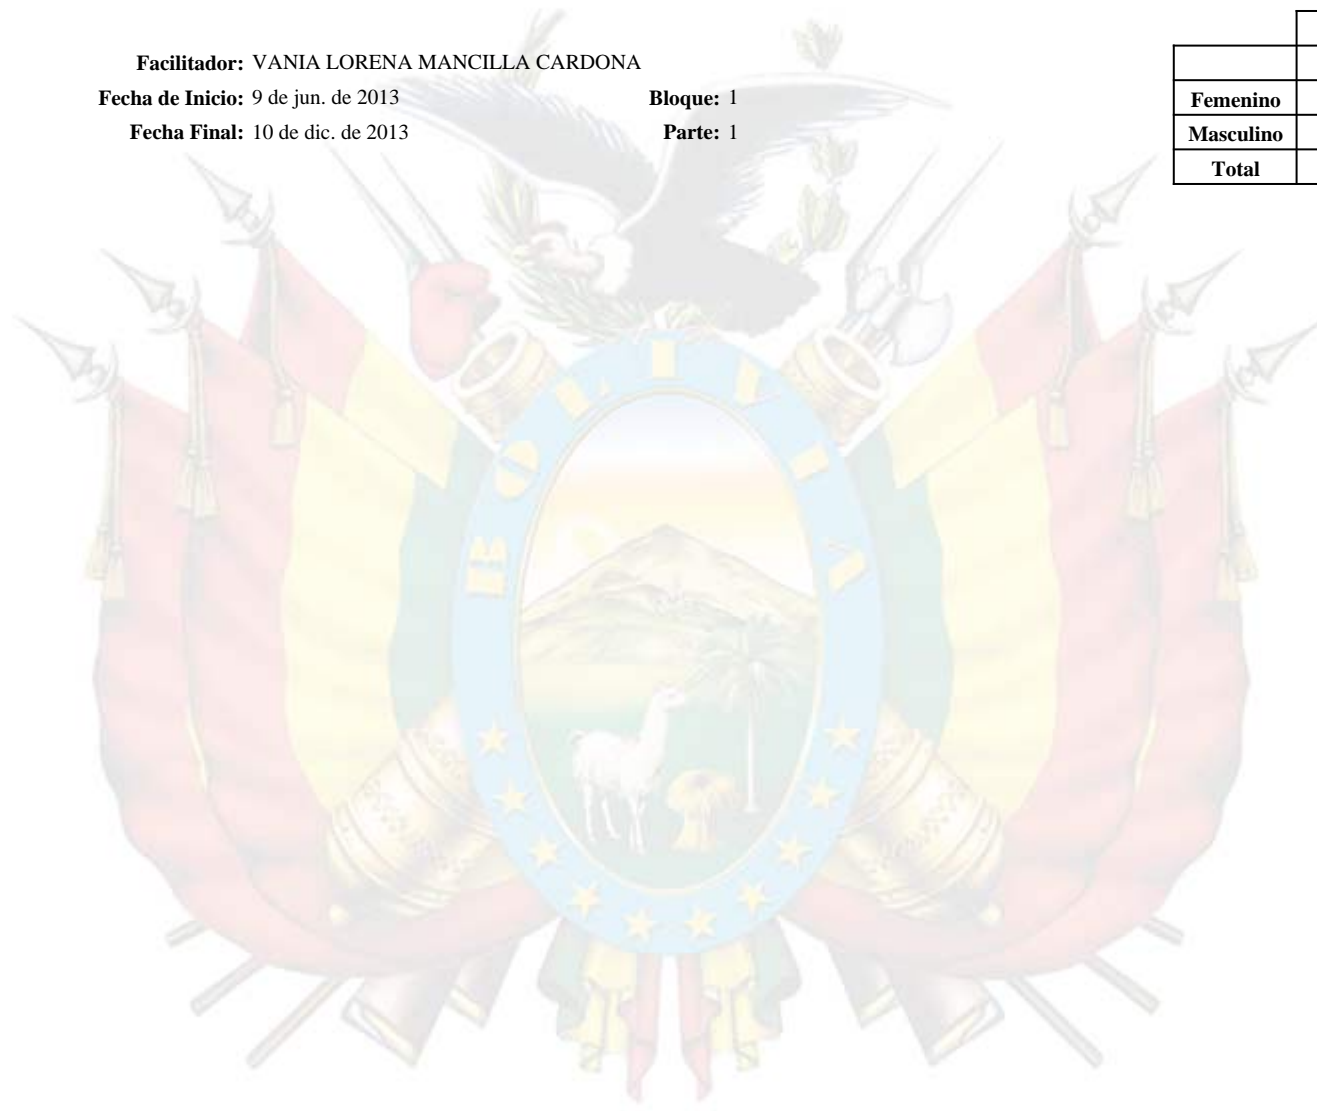 Facilitador: VANIA LORENA MANCILLA CARDONA
Fecha de Inicio: 9 de jun. de 2013 Bloque: 1
Fecha Final: 10 de dic. de 2013 Parte: 1
Femenino
Masculino
Total
BOLIVIA